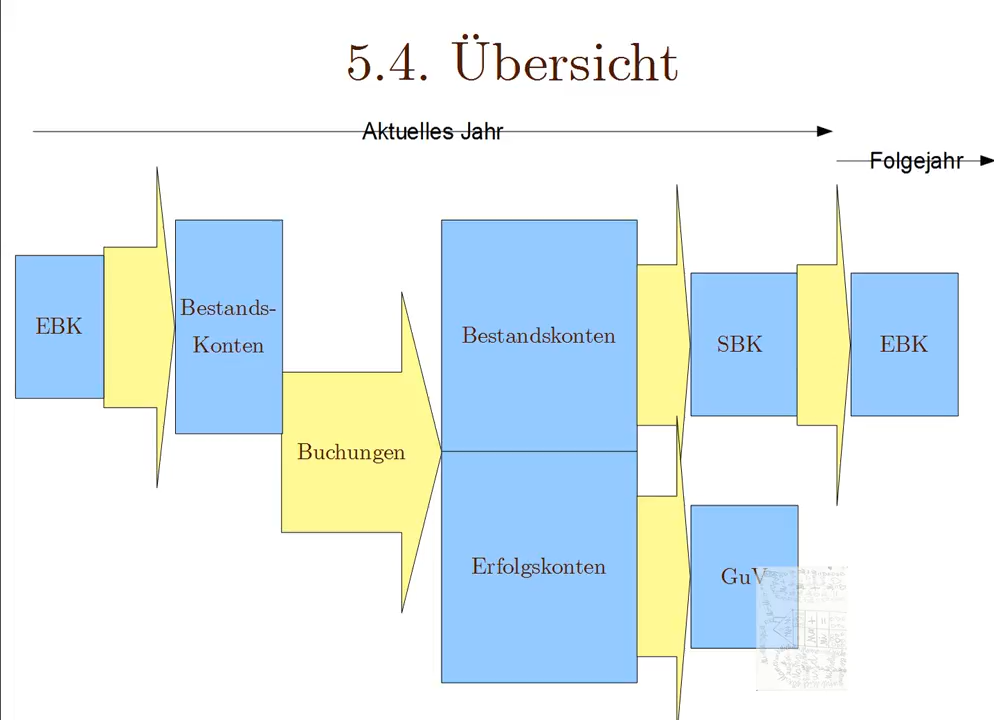 5.4. Übersicht
Aktuelles Jahr
Folgejahr
EBK
Bestands-
Konten
Buchungen
Bestandskonten
Erfolgskonten
SBK
EBK
GuV